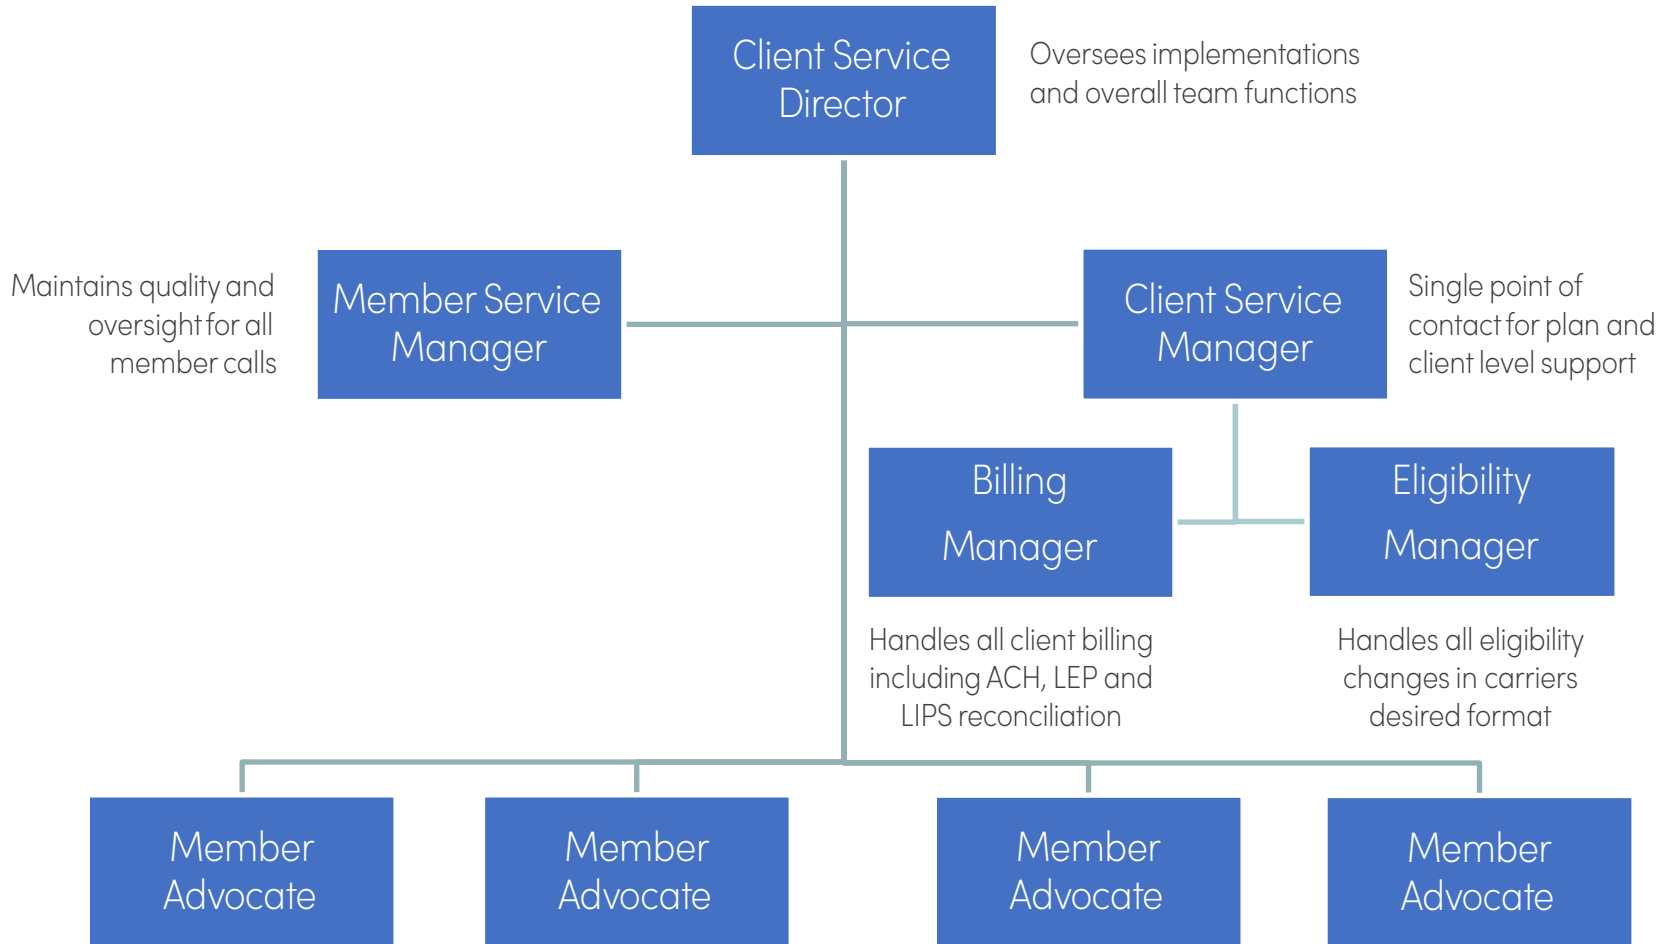 Client Service
Director
Oversees implementations
and overall team functions
Maintains quality and
oversight for all
member calls
Member Service
Manager
Client Service
Manager
Single point of
contact for plan and
client level support
Billing
Manager
Eligibility
Manager
Handles all client billing
including ACH, LEP and
LIPS reconciliation
Handles all eligibility
changes in carriers
desired format
Member
Advocate
Member
Advocate
Member
Advocate
Member
Advocate